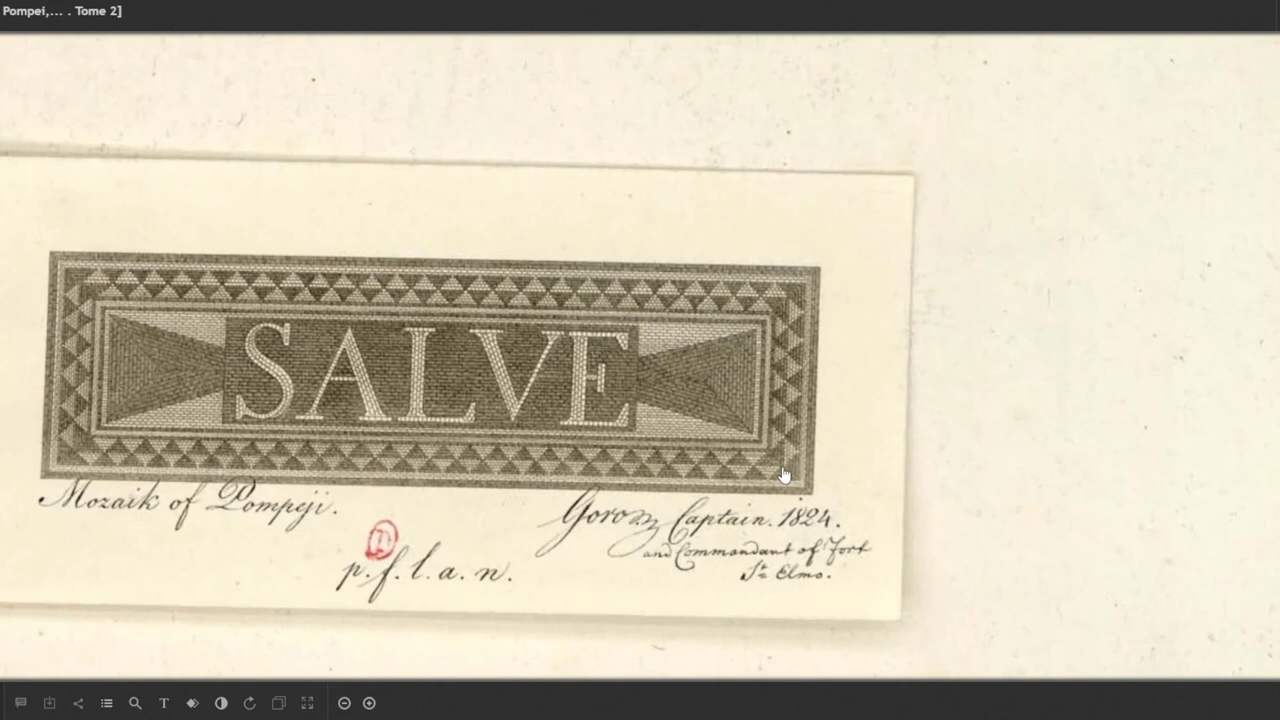 Pompei,... . Tome 2]
SALVE
Mozaik of Pompeji.
Captain. 1824.
and Commandant of Fort
St Elmo.
p. f. l. a. n.